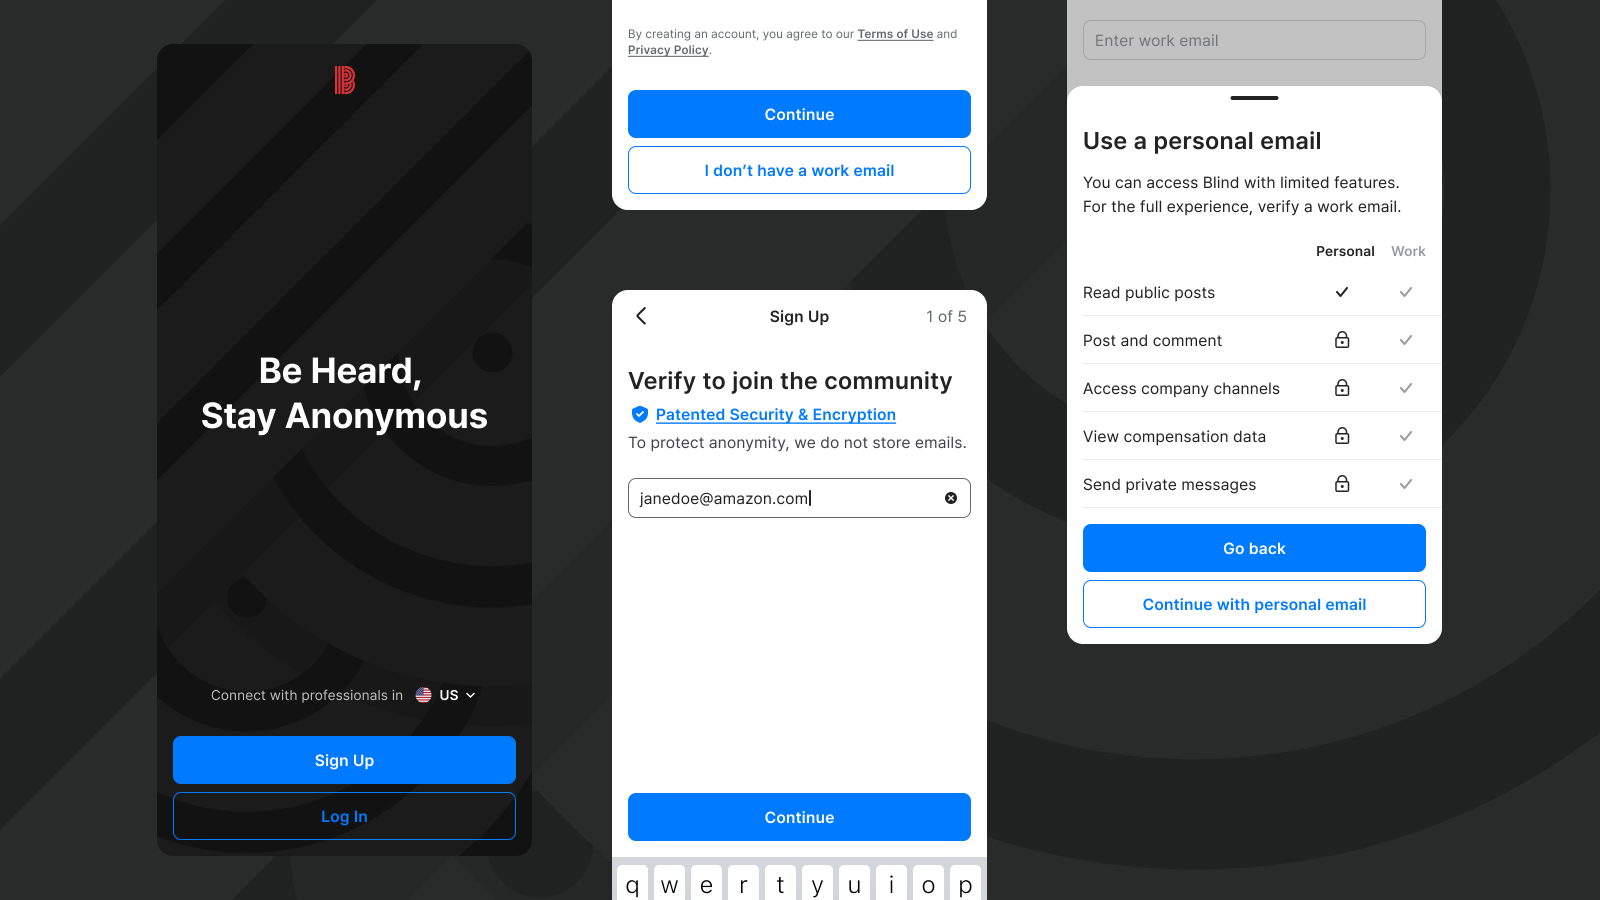 Be Heard,
Stay Anonymous
Connect with professionals in US
Sign Up
Log In
By creating an account, you agree to our Terms of Use and
Privacy Policy.
Continue
I don’t have a work email
Sign Up 1 of 5
Verify to join the community
Patented Security & Encryption
To protect anonymity, we do not store emails.
janedoe@amazon.com
Continue
q w e r t y u i o p
Enter work email
Use a personal email
You can access Blind with limited features.
For the full experience, verify a work email.
Personal Work
Read public posts
Post and comment
Access company channels
View compensation data
Send private messages
Go back
Continue with personal email